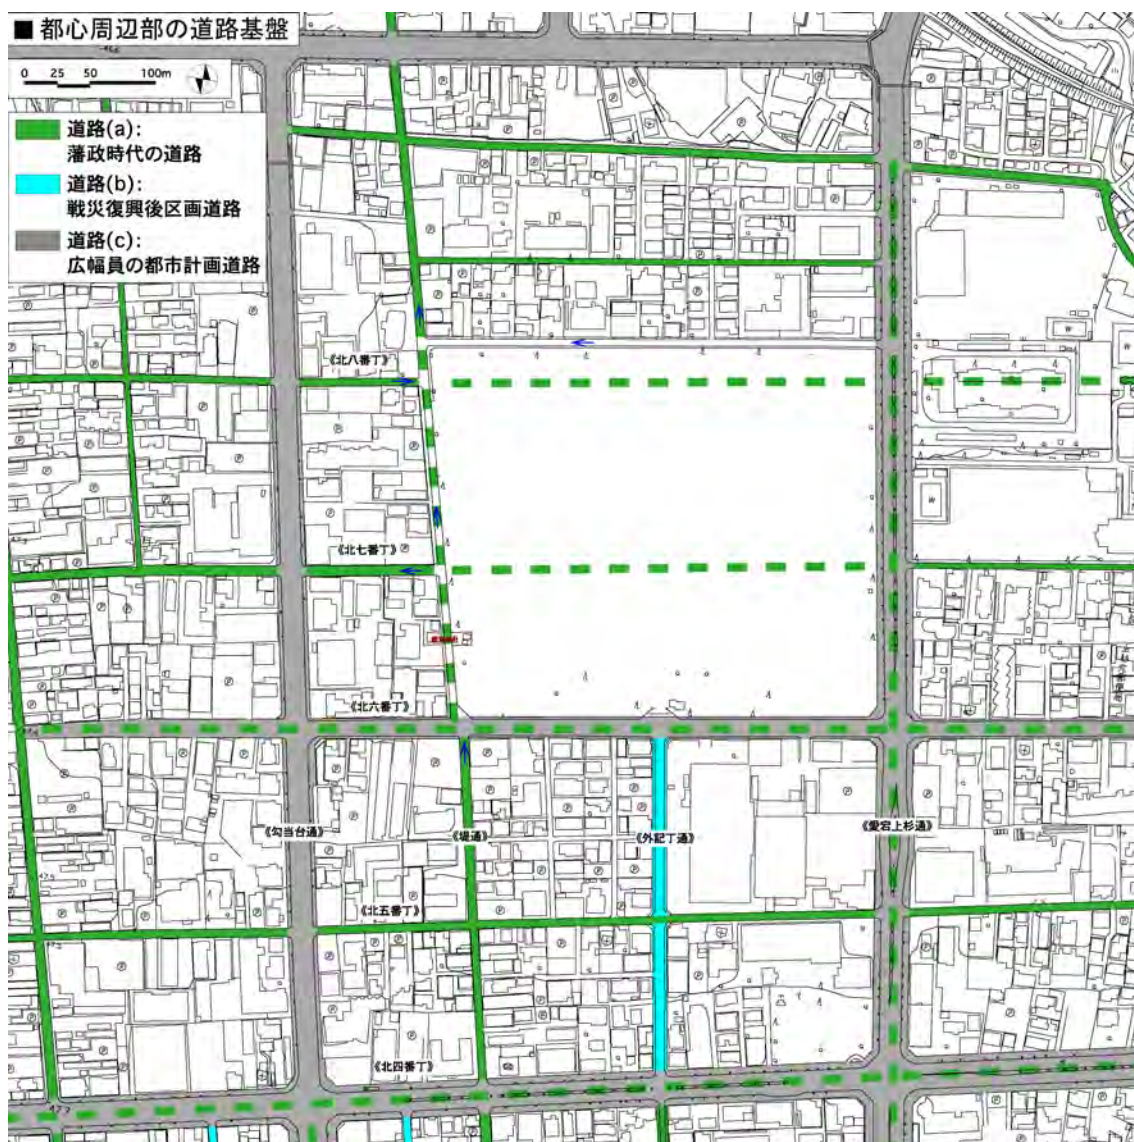 ■ 都心周辺部の道路基盤
0 25 50 100m
道路(a):
藩政時代の道路
道路(b):
戦災復興後区画道路
道路(c):
広幅員の都市計画道路
《北八番丁》
《北七番丁》
《北六番丁》
《勾当台通》
《堤通》
《外記丁通》
《愛宕上杉通》
《北五番丁》
《北四番丁》